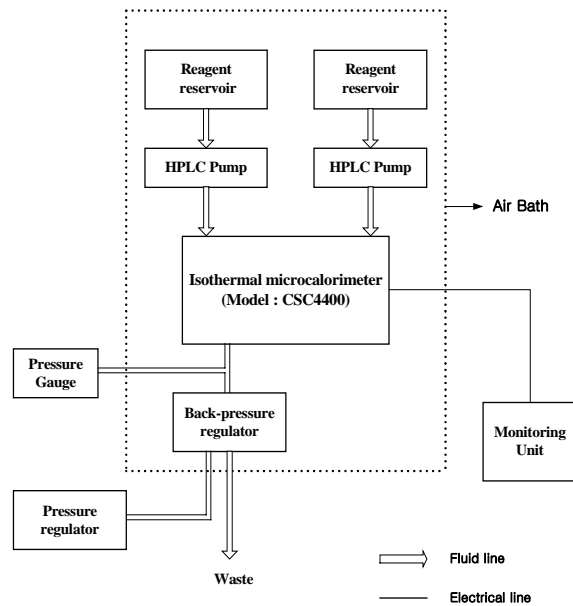 Reagent
reservoir
Reagent
reservoir
HPLC Pump
HPLC Pump
Air Bath
Isothermal microcalorimeter
(Model : CSC4400)
Pressure
Gauge
Back-pressure
regulator
Monitoring
Unit
Pressure
regulator
Waste
Fluid line
Electrical line